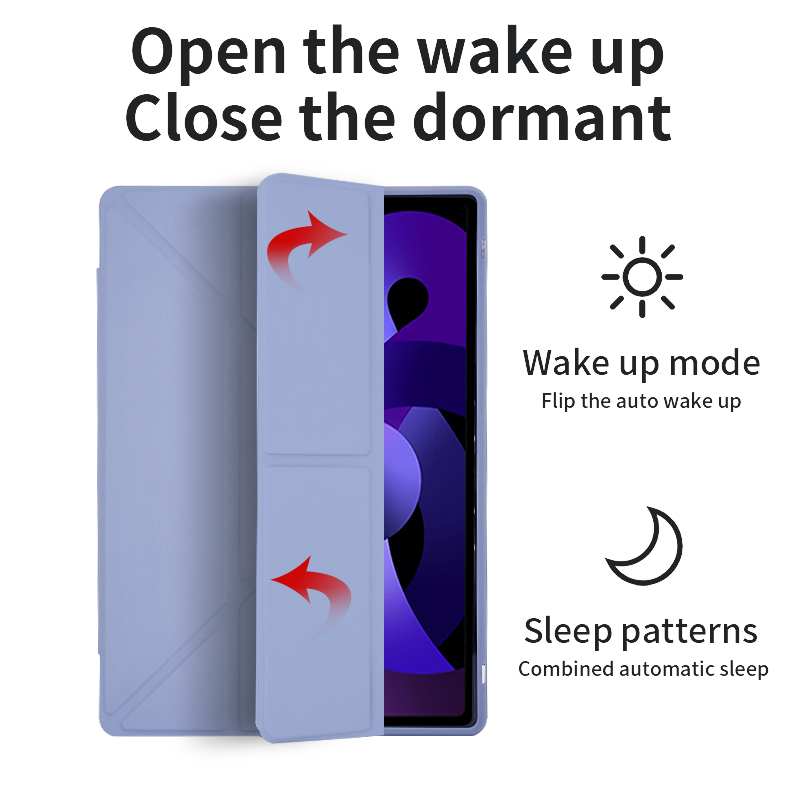 Open the wake up
Close the dormant
Wake up mode
Flip the auto wake up
Sleep patterns
Combined automatic sleep